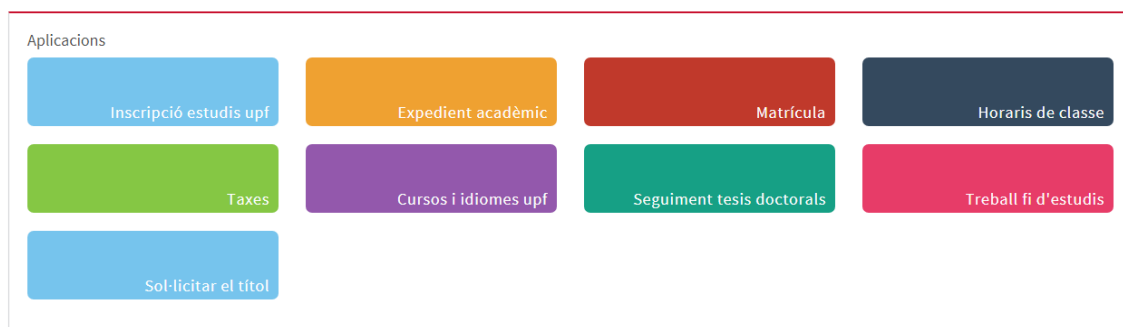 Aplicacions
Inscripció estudis upf
Expedient acadèmic
Matrícula
Horaris de classe
Taxes
Cursos i idiomes upf
Seguiment tesis doctorals
Treball fi d'estudis
Sol·licitar el títol